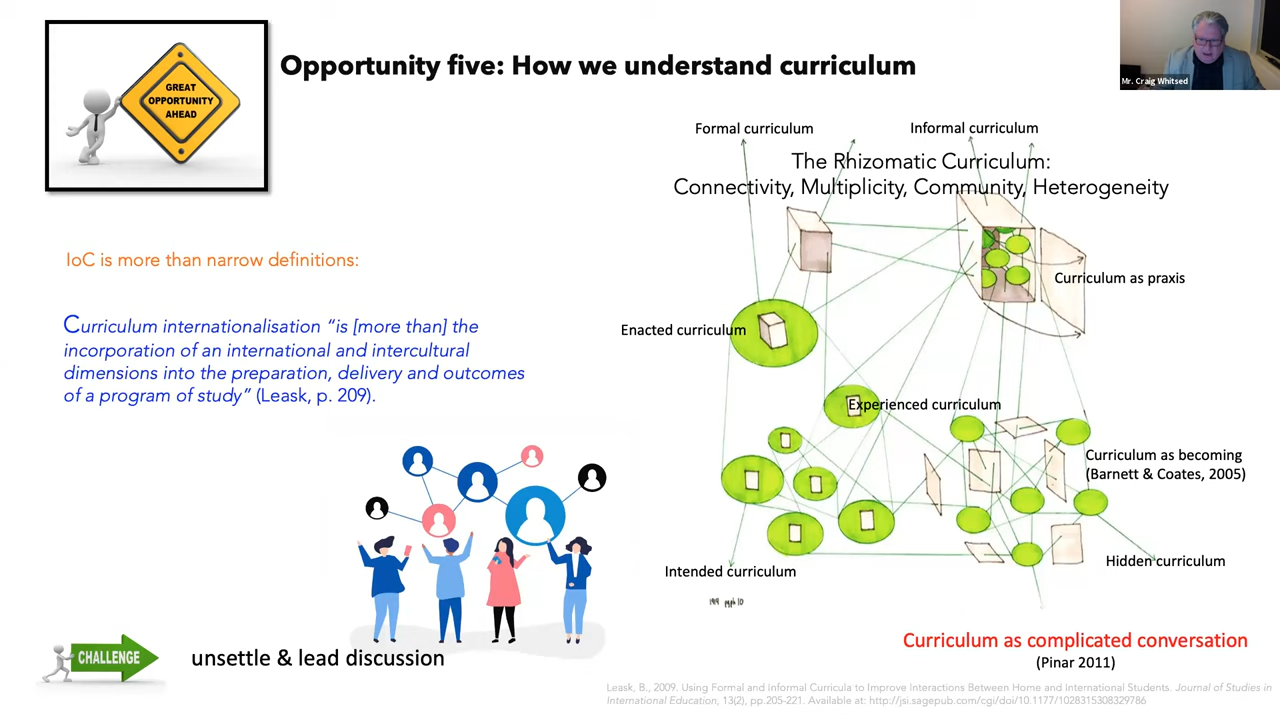 GREAT
OPPORTUNITY
AHEAD
Opportunity five: How we understand curriculum
Mr. Craig Whitsed
Formal curriculum
Informal curriculum
The Rhizomatic Curriculum:
Connectivity, Multiplicity, Community, Heterogeneity
IoC is more than narrow definitions:
Curriculum as praxis
Curriculum internationalisation “is [more than] the
incorporation of an international and intercultural
dimensions into the preparation, delivery and outcomes
of a program of study” (Leask, p. 209).
Enacted curriculum
Experienced curriculum
Curriculum as becoming
(Barnett & Coates, 2005)
Hidden curriculum
Intended curriculum
CHALLENGE
unsettle & lead discussion
Curriculum as complicated conversation
(Pinar 2011)
Leask, B., 2009. Using Formal and Informal Curricula to Improve Interactions Between Home and International Students. Journal of Studies in
International Education, 13(2), pp.205-221. Available at: http://jsi.sagepub.com/cgi/doi/10.1177/1028315308329786